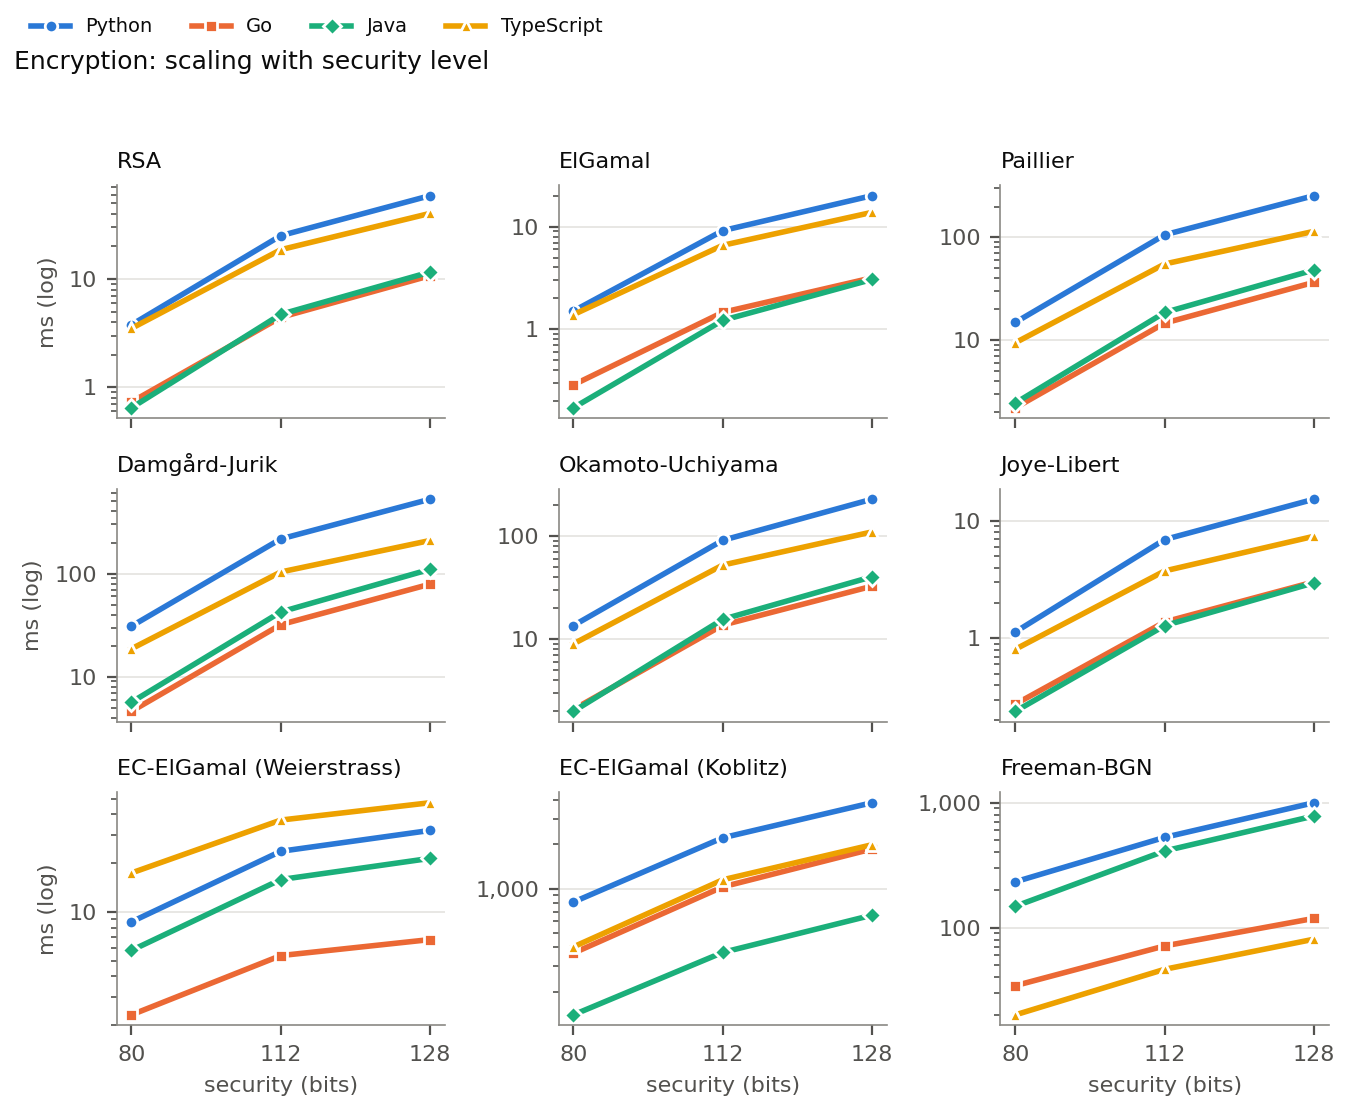 Python Go Java TypeScript
Encryption: scaling with security level
RSA ElGamal Paillier
ms (log)
10
1
10
1
100
10
Damgård-Jurik Okamoto-Uchiyama Joye-Libert
ms (log)
100
10
100
10
10
1
EC-ElGamal (Weierstrass) EC-ElGamal (Koblitz) Freeman-BGN
ms (log)
10
1,000
1,000
100
80 112 128 80 112 128 80 112 128
security (bits) security (bits) security (bits)